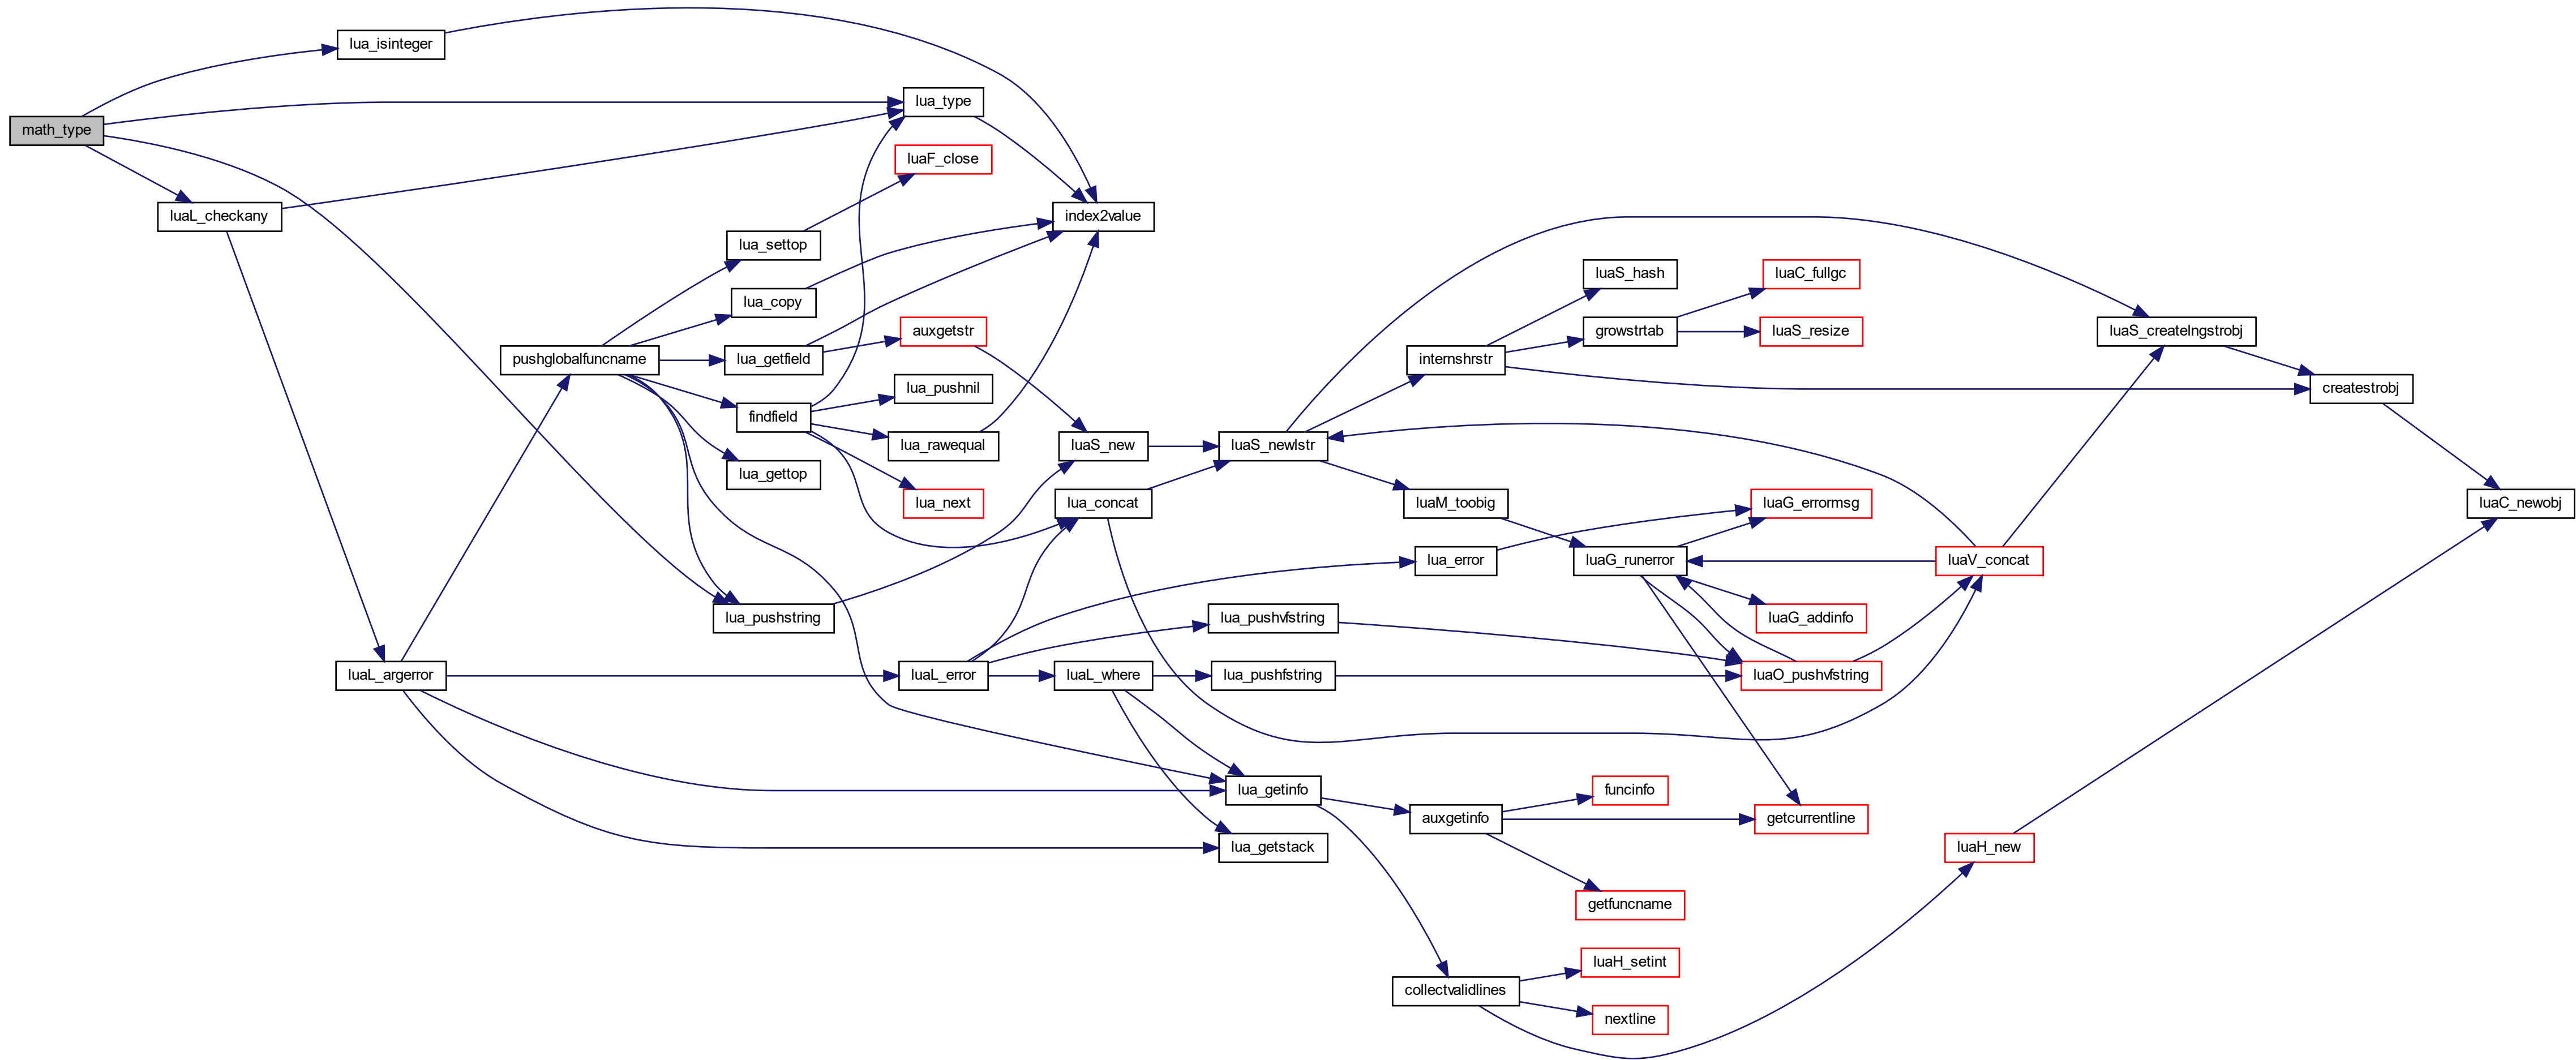 math_type
lua_isinteger
luaL_checkany
luaL_argerror
pushglobalfuncname
lua_settop
lua_copy
lua_getfield
findfield
lua_gettop
lua_pushstring
lua_type
luaF_close
auxgetstr
lua_pushnil
lua_rawequal
lua_next
luaL_error
index2value
luaS_new
lua_concat
luaL_where
luaS_newlstr
lua_pushvfstring
lua_pushfstring
lua_getinfo
lua_getstack
internshrstr
luaM_toobig
lua_error
auxgetinfo
collectvalidlines
luaS_hash
growstrtab
luaG_runerror
funcinfo
getfuncname
luaH_setint
nextline
luaC_fullgc
luaS_resize
luaG_errormsg
luaG_addinfo
luaO_pushvfstring
getcurrentline
luaV_concat
luaH_new
luaS_createlngstrobj
createstrobj
luaC_newobj